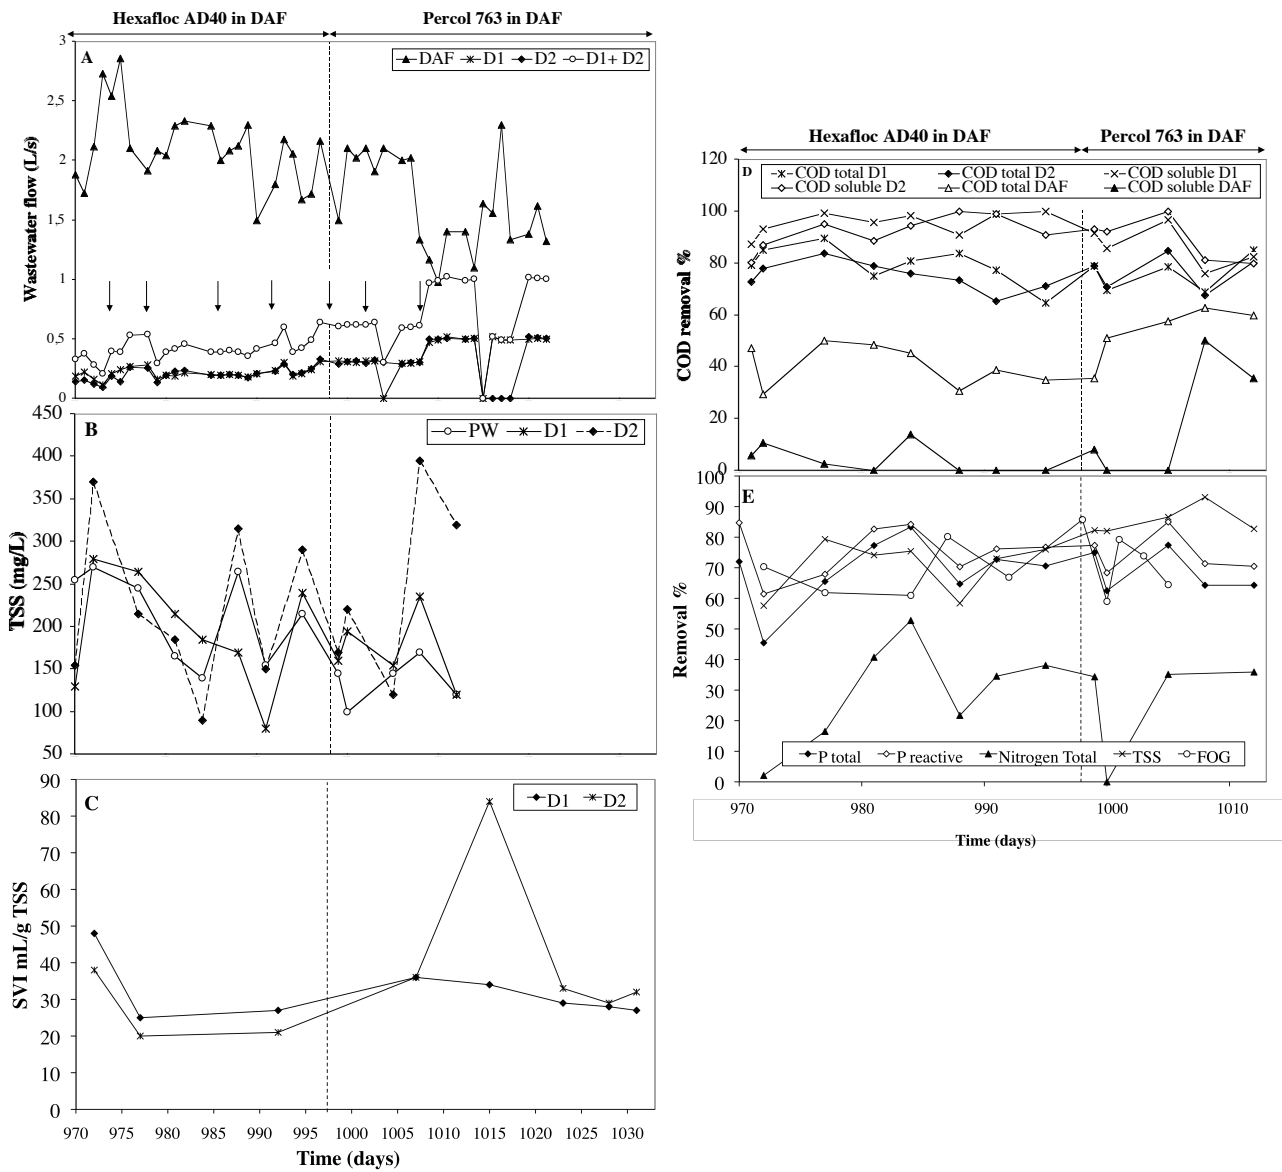 Hexafloc AD40 in DAF Percol 763 in DAF
3
2,5
2
1,5
1
0,5
0
Wastewater flow (L/s)
A
DAF D1 D2 D1+ D2
450
400
350
300
250
200
150
100
50
TSS (mg/L)
B
PW D1 D2
90
80
70
60
50
40
30
20
10
0
SVI mL/g TSS
C
D1 D2
970 975 980 985 990 995 1000 1005 1010 1015 1020 1025 1030
Time (days)
Hexafloc AD40 in DAF Percol 763 in DAF
120
100
80
60
40
20
0
COD removal %
D
COD total D1 COD total D2 COD soluble D1
COD soluble D2 COD total DAF COD soluble DAF
100
90
80
70
60
50
40
30
20
10
0
Removal %
E
P total P reactive Nitrogen Total TSS FOG
970 980 990 1000 1010
Time (days)